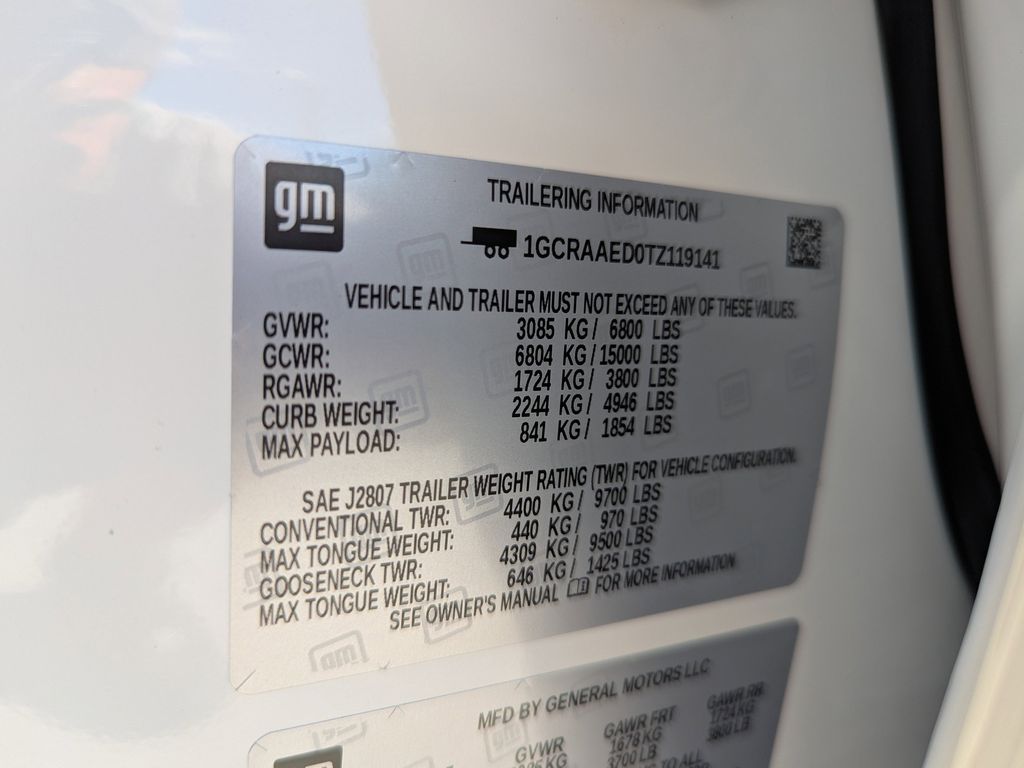 gm
TRAILERING INFORMATION
1GCRAAED0TZ119141
VEHICLE AND TRAILER MUST NOT EXCEED ANY OF THESE VALUES.
GVWR: 3085 KG / 6800 LBS
GCWR: 6804 KG / 15000 LBS
RGAWR: 1724 KG / 3800 LBS
CURB WEIGHT: 2244 KG / 4946 LBS
MAX PAYLOAD: 841 KG / 1854 LBS
SAE J2807 TRAILER WEIGHT RATING (TWR) FOR VEHICLE CONFIGURATION.
CONVENTIONAL TWR: 4400 KG / 9700 LBS
MAX TONGUE WEIGHT: 440 KG / 970 LBS
GOOSENECK TWR: 4309 KG / 9500 LBS
MAX TONGUE WEIGHT: 646 KG / 1425 LBS
SEE OWNER'S MANUAL FOR MORE INFORMATION
MFD BY GENERAL MOTORS LLC
GVWR GAWR FRT GAWR RR
1678 KG 1724 KG
3700 LB 3800 LB
TO ALL